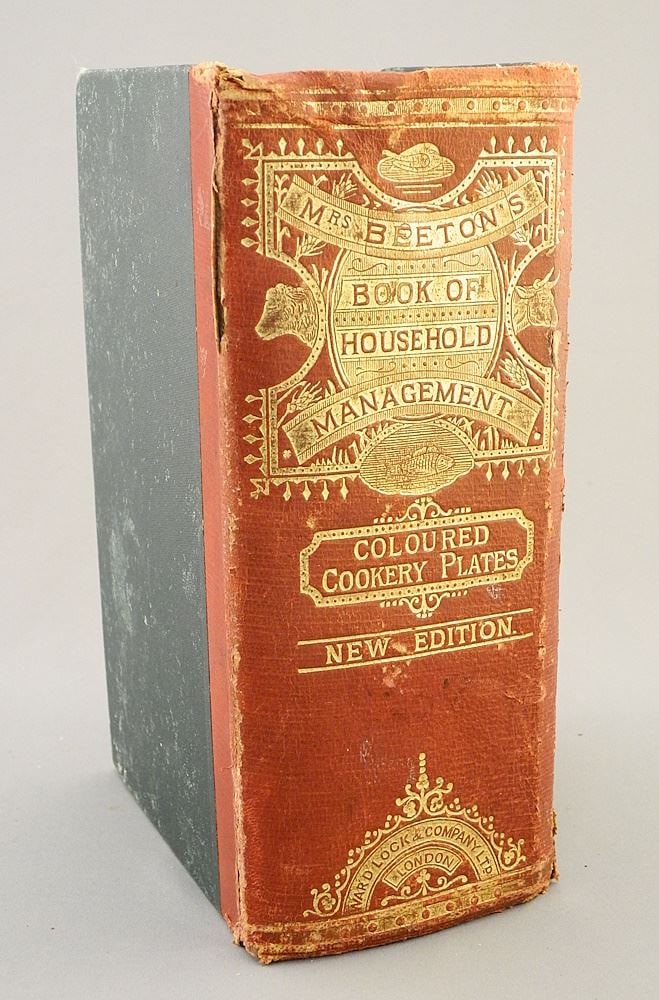 MRS BEETON'S
BOOK OF
HOUSEHOLD
MANAGEMENT
COLOURED
COOKERY PLATES
NEW EDITION.
WARD LOCK & COMPANY LTD.
LONDON